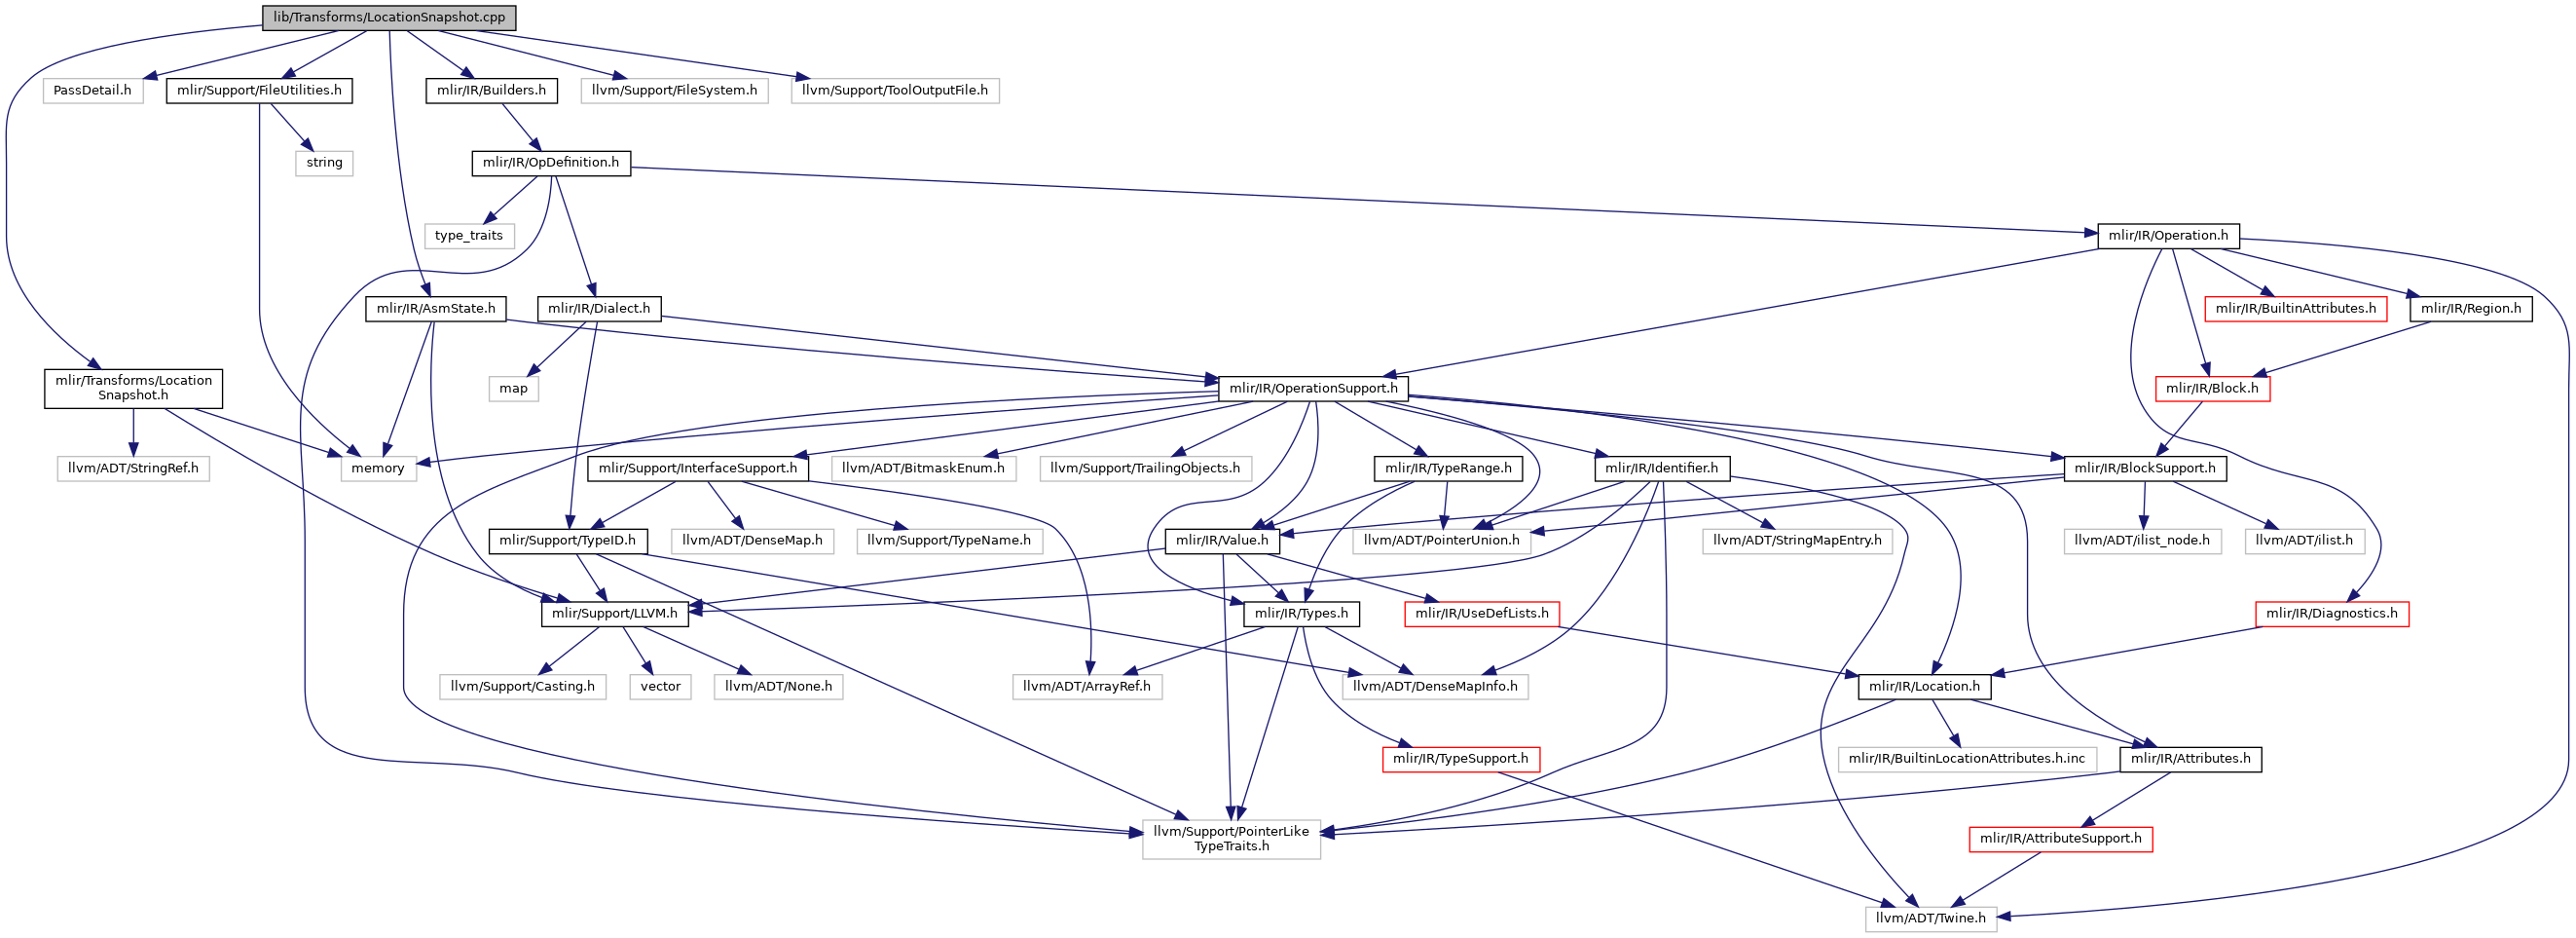 lib/Transforms/LocationSnapshot.cpp
PassDetail.h
mlir/Support/FileUtilities.h
mlir/IR/Builders.h
llvm/Support/FileSystem.h
llvm/Support/ToolOutputFile.h
string
mlir/IR/OpDefinition.h
type_traits
mlir/IR/Operation.h
mlir/IR/AsmState.h
mlir/IR/Dialect.h
mlir/IR/BuiltinAttributes.h
mlir/IR/Region.h
mlir/Transforms/Location
Snapshot.h
map
mlir/IR/OperationSupport.h
mlir/IR/Block.h
llvm/ADT/StringRef.h
memory
mlir/Support/InterfaceSupport.h
llvm/ADT/BitmaskEnum.h
llvm/Support/TrailingObjects.h
mlir/IR/TypeRange.h
mlir/IR/Identifier.h
mlir/IR/BlockSupport.h
mlir/Support/TypeID.h
llvm/ADT/DenseMap.h
llvm/Support/TypeName.h
mlir/IR/Value.h
llvm/ADT/PointerUnion.h
llvm/ADT/StringMapEntry.h
llvm/ADT/ilist_node.h
llvm/ADT/ilist.h
mlir/Support/LLVM.h
mlir/IR/Types.h
mlir/IR/UseDefLists.h
mlir/IR/Diagnostics.h
llvm/Support/Casting.h
vector
llvm/ADT/None.h
llvm/ADT/ArrayRef.h
llvm/ADT/DenseMapInfo.h
mlir/IR/Location.h
mlir/IR/TypeSupport.h
mlir/IR/BuiltinLocationAttributes.h.inc
mlir/IR/Attributes.h
llvm/Support/PointerLike
TypeTraits.h
mlir/IR/AttributeSupport.h
llvm/ADT/Twine.h